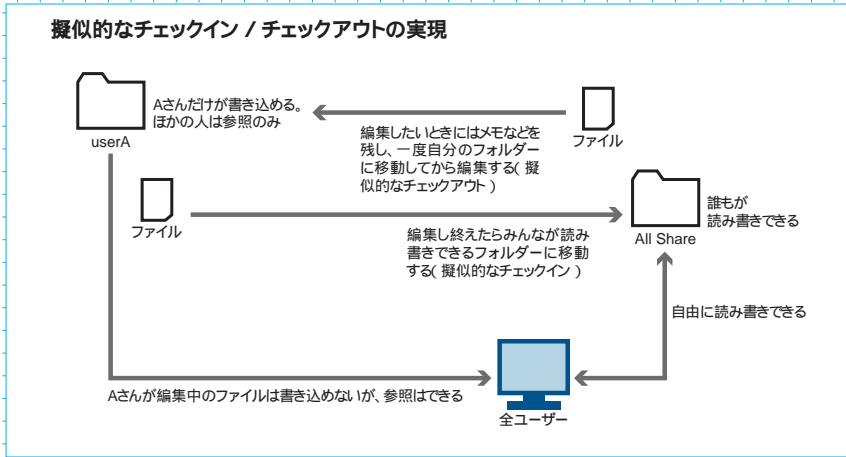 擬似的なチェックイン / チェックアウトの実現
Aさんだけが書き込める。
ほかの人は参照のみ
userA
編集したいときにはメモなどを
残し、一度自分のフォルダー
に移動してから編集する( 擬
似的なチェックアウト )
ファイル
ファイル
編集し終えたらみんなが読み
書きできるフォルダーに移動
する( 擬似的なチェックイン )
誰もが
読み書きできる
All Share
自由に読み書きできる
Aさんが編集中のファイルは書き込めないが、参照はできる
全ユーザー